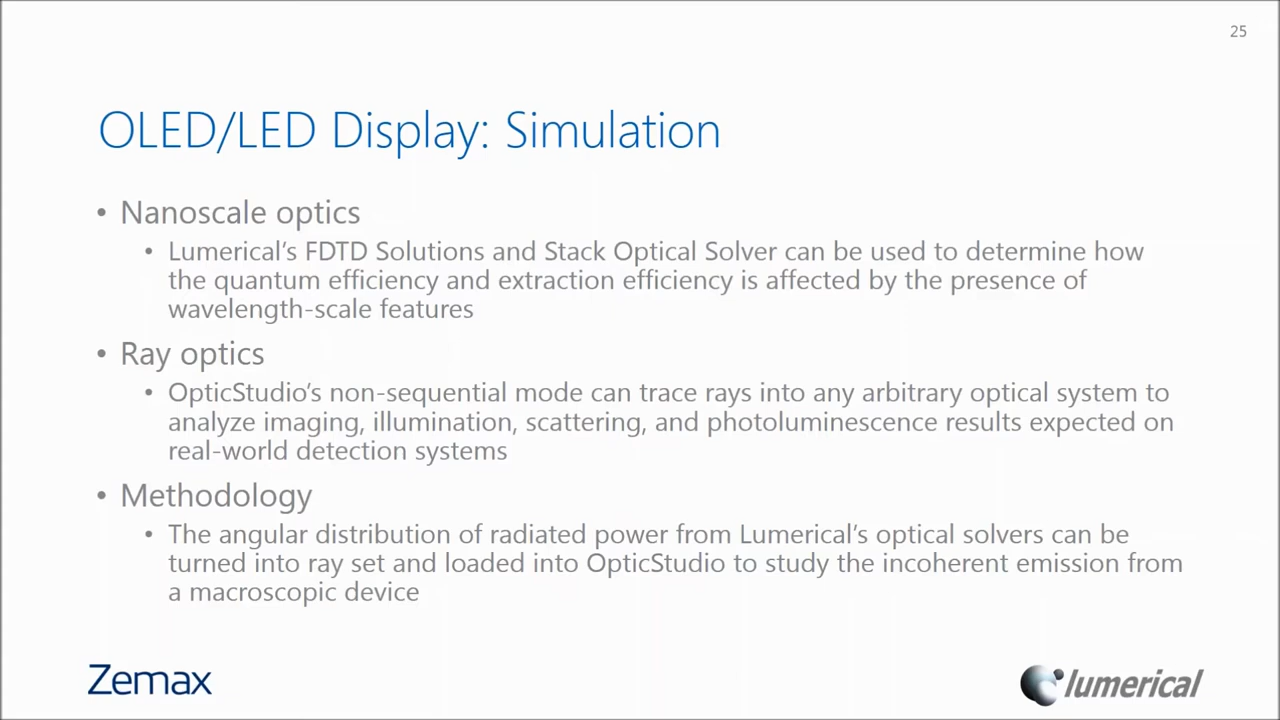 25
OLED/LED Display: Simulation
• Nanoscale optics
• Lumerical's FDTD Solutions and Stack Optical Solver can be used to determine how
the quantum efficiency and extraction efficiency is affected by the presence of
wavelength-scale features
• Ray optics
• OpticStudio's non-sequential mode can trace rays into any arbitrary optical system to
analyze imaging, illumination, scattering, and photoluminescence results expected on
real-world detection systems
• Methodology
• The angular distribution of radiated power from Lumerical's optical solvers can be
turned into ray set and loaded into OpticStudio to study the incoherent emission from
a macroscopic device
Zemax
lumerical